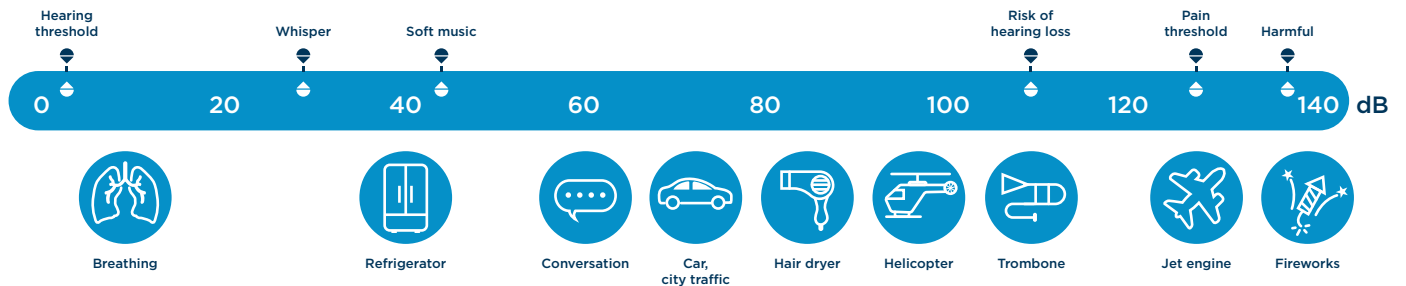 Hearing
threshold
Whisper
Soft music
Risk of
hearing loss
Pain
threshold
Harmful
0 20 40 60 80 100 120 140 dB
Breathing
Refrigerator
Conversation
Car,
city traffic
Hair dryer
Helicopter
Trombone
Jet engine
Fireworks